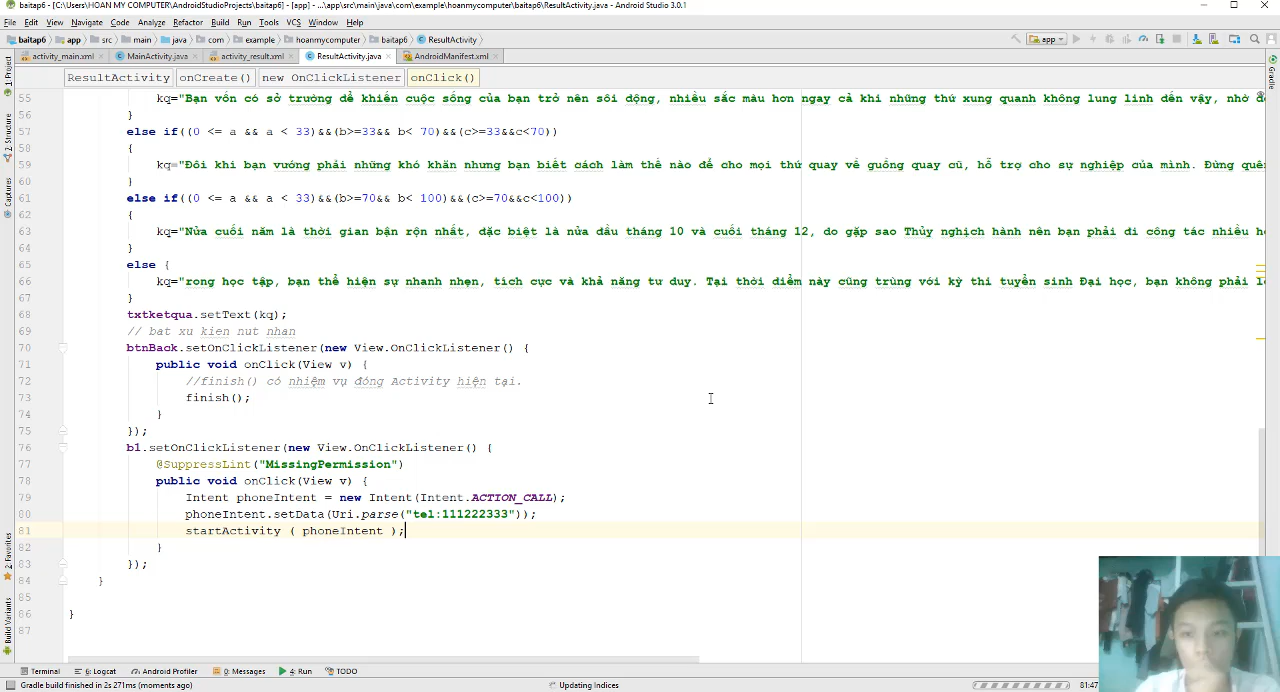 baitap6 - [C:\Users\HOAN MY COMPUTER\AndroidStudioProjects\baitap6] - [app] - ...\app\src\main\java\com\example\hoanmycomputer\baitap6\ResultActivity.java - Android Studio 3.0.1
File Edit View Navigate Code Analyze Refactor Build Run Tools VCS Window Help
baitap6 app src main java com example hoanmycomputer baitap6 ResultActivity
app
activity_main.xml MainActivity.java activity_result.xml ResultActivity.java AndroidManifest.xml
ResultActivity onCreate() new OnClickListener onClick()
1: Project
2: Structure
Captures
2: Favorites
Build Variants
Gradle
55 kq="Bạn vốn có sở trường để khiến cuộc sống của bạn trở nên sôi động, nhiều sắc màu hơn ngay cả khi những thứ xung quanh không lung linh đến vậy, nhờ
56 }
57 else if((0 <= a && a < 33)&&(b>=33&& b< 70)&&(c>=33&&c<70))
58 {
59 kq="Đôi khi bạn vướng phải những khó khăn nhưng bạn biết cách làm thế nào để cho mọi thứ quay về guồng quay cũ, hỗ trợ cho sự nghiệp của mình. Đừng
60 }
61 else if((0 <= a && a < 33)&&(b>=70&& b< 100)&&(c>=70&&c<100))
62 {
63 kq="Nửa cuối năm là thời gian bận rộn nhất, đặc biệt là nửa đầu tháng 10 và cuối tháng 12, do gặp sao Thủy nghịch hành nên bạn phải đi công tác nhiều
64 }
65 else {
66 kq="rong học tập, bạn thể hiện sự nhanh nhẹn, tích cực và khả năng tư duy. Tại thời điểm này cũng trùng với kỳ thi tuyển sinh Đại học, bạn không phải
67 }
68 txtketqua.setText(kq);
69 // bat xu kien nut nhan
70 btnBack.setOnClickListener(new View.OnClickListener() {
71 public void onClick(View v) {
72 //finish() có nhiệm vụ đóng Activity hiện tại.
73 finish();
74 }
75 });
76 b1.setOnClickListener(new View.OnClickListener() {
77 @SuppressLint("MissingPermission")
78 public void onClick(View v) {
79 Intent phoneIntent = new Intent(Intent.ACTION_CALL);
80 phoneIntent.setData(Uri.parse("tel:111222333"));
81 startActivity ( phoneIntent );
82 }
83 });
84 }
85
86 }
87
Terminal 6: Logcat Android Profiler 0: Messages 4: Run TODO
Gradle build finished in 2s 271ms (moments ago) Updating Indices 81:47